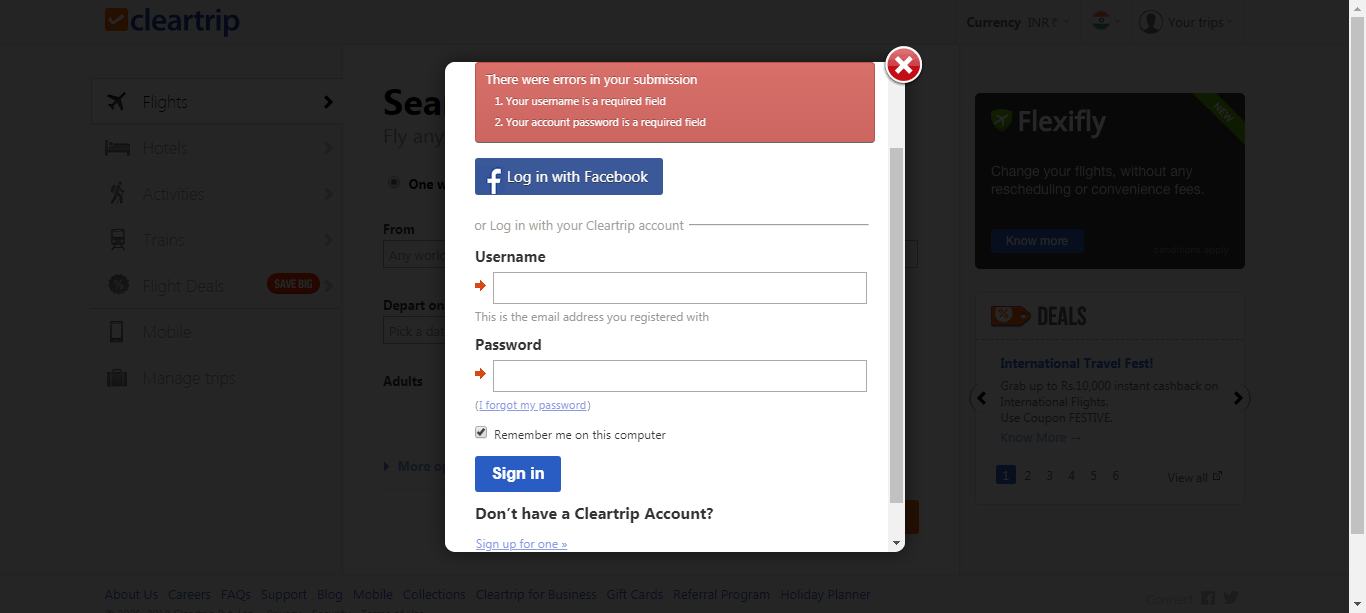 cleartrip
Currency INR
Your trips
Flights
Hotels
Activities
Trains
Flight Deals SAVE BIG
Mobile
Manage trips
Sea
Fly any
One w
From
Any worl
Depart on
Pick a dat
Adults
More op
There were errors in your submission
1. Your username is a required field
2. Your account password is a required field
f Log in with Facebook
or Log in with your Cleartrip account
Username
This is the email address you registered with
Password
(I forgot my password)
Remember me on this computer
Sign in
Don't have a Cleartrip Account?
Sign up for one »
NEW
Flexifly
Change your flights, without any
rescheduling or convenience fees.
Know more
conditions apply
% DEALS
International Travel Fest!
Grab up to Rs.10,000 instant cashback on
International Flights.
Use Coupon FESTIVE.
Know More →
1 2 3 4 5 6
View all
About Us Careers FAQs Support Blog Mobile Collections Cleartrip for Business Gift Cards Referral Program Holiday Planner
Connect